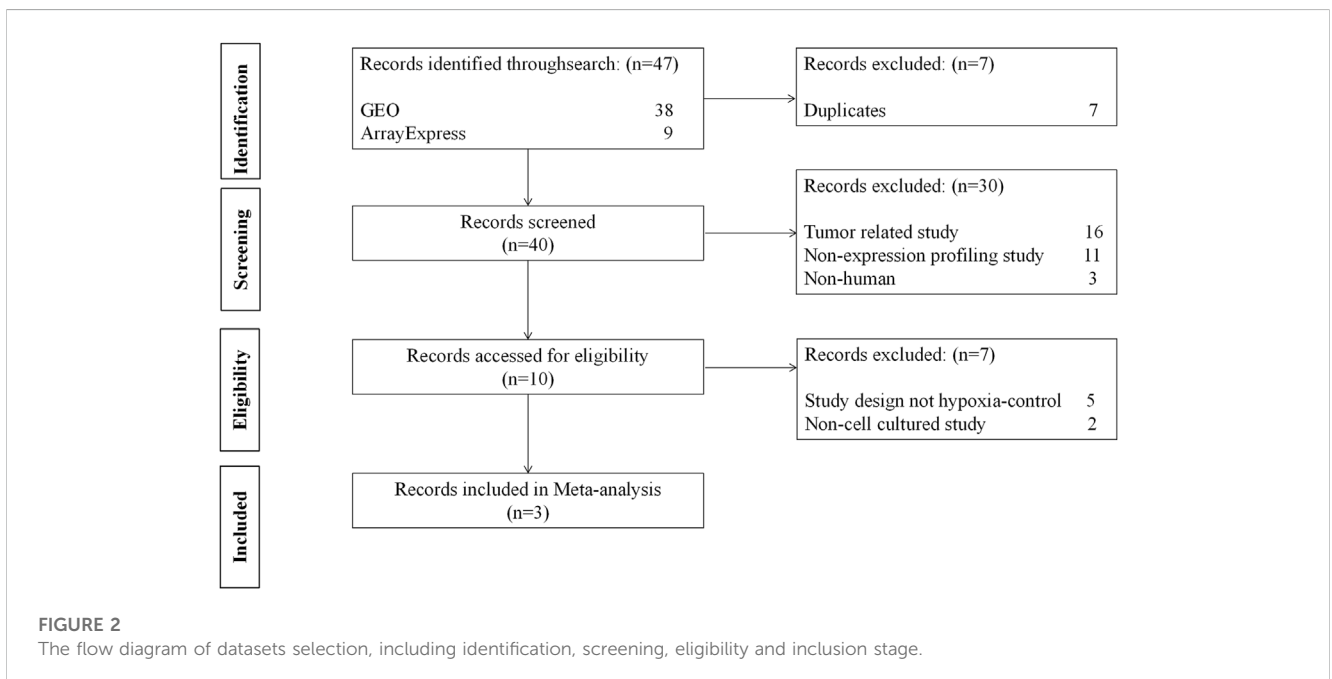 Identification
Records identified throughsearch: (n=47)
GEO 38
ArrayExpress 9
Records excluded: (n=7)
Duplicates 7
Screening
Records screened
(n=40)
Records excluded: (n=30)
Tumor related study 16
Non-expression profiling study 11
Non-human 3
Eligibility
Records accessed for eligibility
(n=10)
Records excluded: (n=7)
Study design not hypoxia-control 5
Non-cell cultured study 2
Included
Records included in Meta-analysis
(n=3)
FIGURE 2
The flow diagram of datasets selection, including identification, screening, eligibility and inclusion stage.